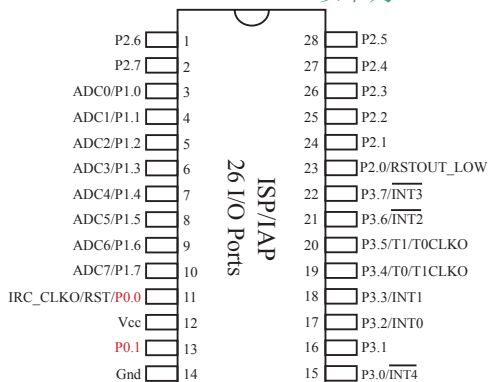 P2.6 1
P2.7 2
ADC0/P1.0 3
ADC1/P1.1 4
ADC2/P1.2 5
ADC3/P1.3 6
ADC4/P1.4 7
ADC5/P1.5 8
ADC6/P1.6 9
ADC7/P1.7 10
IRC_CLKO/RST/P0.0 11
Vcc 12
P0.1 13
Gnd 14
ISP/IAP
26 I/O Ports
28 P2.5
27 P2.4
26 P2.3
25 P2.2
24 P2.1
23 P2.0/RSTOUT_LOW
22 P3.7/INT3
21 P3.6/INT2
20 P3.5/T1/T0CLKO
19 P3.4/T0/T1CLKO
18 P3.3/INT1
17 P3.2/INT0
16 P3.1
15 P3.0/INT4